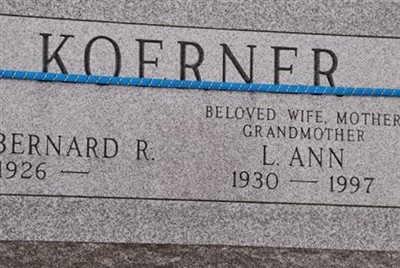 KOERNER
BELOVED WIFE, MOTHER
GRANDMOTHER
BERNARD R.
L. ANN
1926 —
1930 — 1997